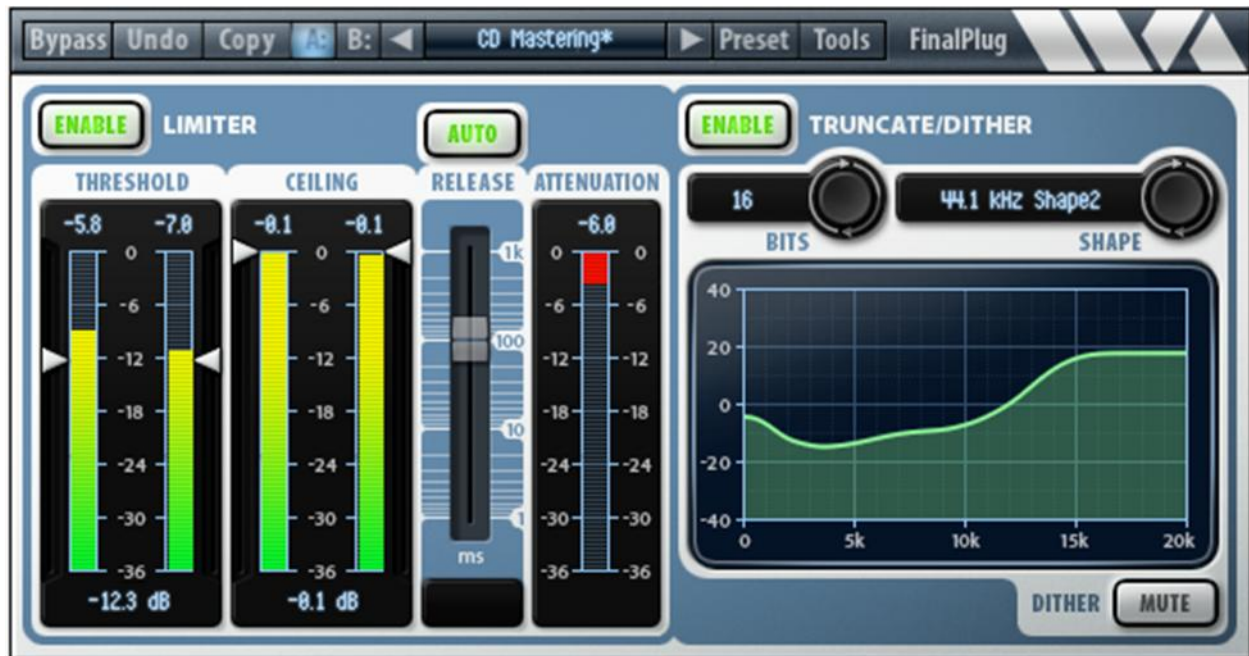 Bypass Undo Copy A: B: CD Mastering* Preset Tools FinalPlug
ENABLE LIMITER AUTO ENABLE TRUNCATE/DITHER
THRESHOLD CEILING RELEASE ATTENUATION
16 44.1 kHz Shape2
BITS SHAPE
-5.8 -7.0 -0.1 -0.1 -6.0
0 0 1k 0 0
-6 -6 -6 -6
-12 -12 100 -12 -12
-18 -18 -18 -18
-24 -24 10 -24 -24
-30 -30 1 -30 -30
-36 -36 ms -36 -36
-12.3 dB -0.1 dB
40
20
0
-20
-40
0 5k 10k 15k 20k
DITHER MUTE